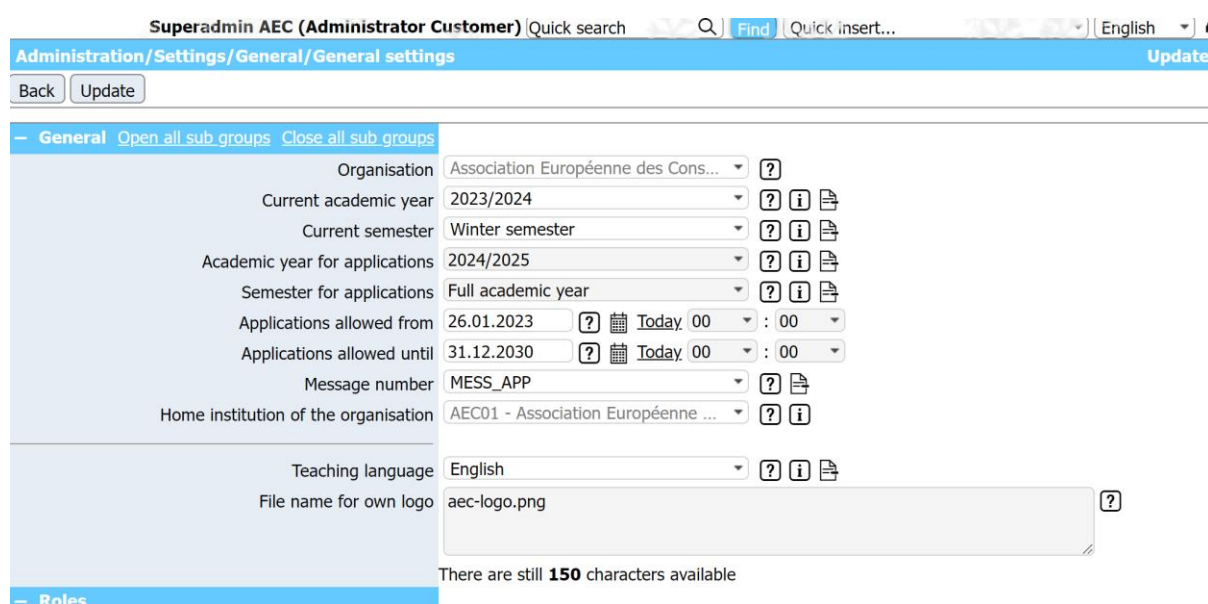 Superadmin AEC (Administrator Customer) Quick search Find Quick insert... English
Administration/Settings/General/General settings Update
Back Update
− General Open all sub groups Close all sub groups
Organisation Association Européenne des Cons... ?
Current academic year 2023/2024 ? i
Current semester Winter semester ? i
Academic year for applications 2024/2025 ? i
Semester for applications Full academic year ? i
Applications allowed from 26.01.2023 ? Today 00 : 00
Applications allowed until 31.12.2030 ? Today 00 : 00
Message number MESS_APP ?
Home institution of the organisation AEC01 - Association Européenne ... ? i
Teaching language English ? i
File name for own logo aec-logo.png ?
There are still 150 characters available
− Roles